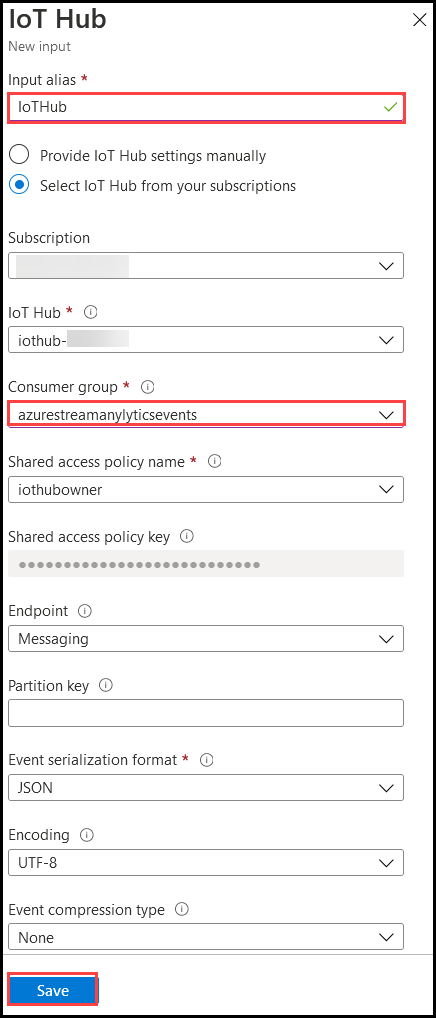 IoT Hub
New input
Input alias *
IoTHub
Provide IoT Hub settings manually
Select IoT Hub from your subscriptions
Subscription
IoT Hub *
iothub-
Consumer group *
azurestreamanylyticsevents
Shared access policy name *
iothubowner
Shared access policy key
••••••••••••••••••••••••••••
Endpoint
Messaging
Partition key
Event serialization format *
JSON
Encoding
UTF-8
Event compression type
None
Save